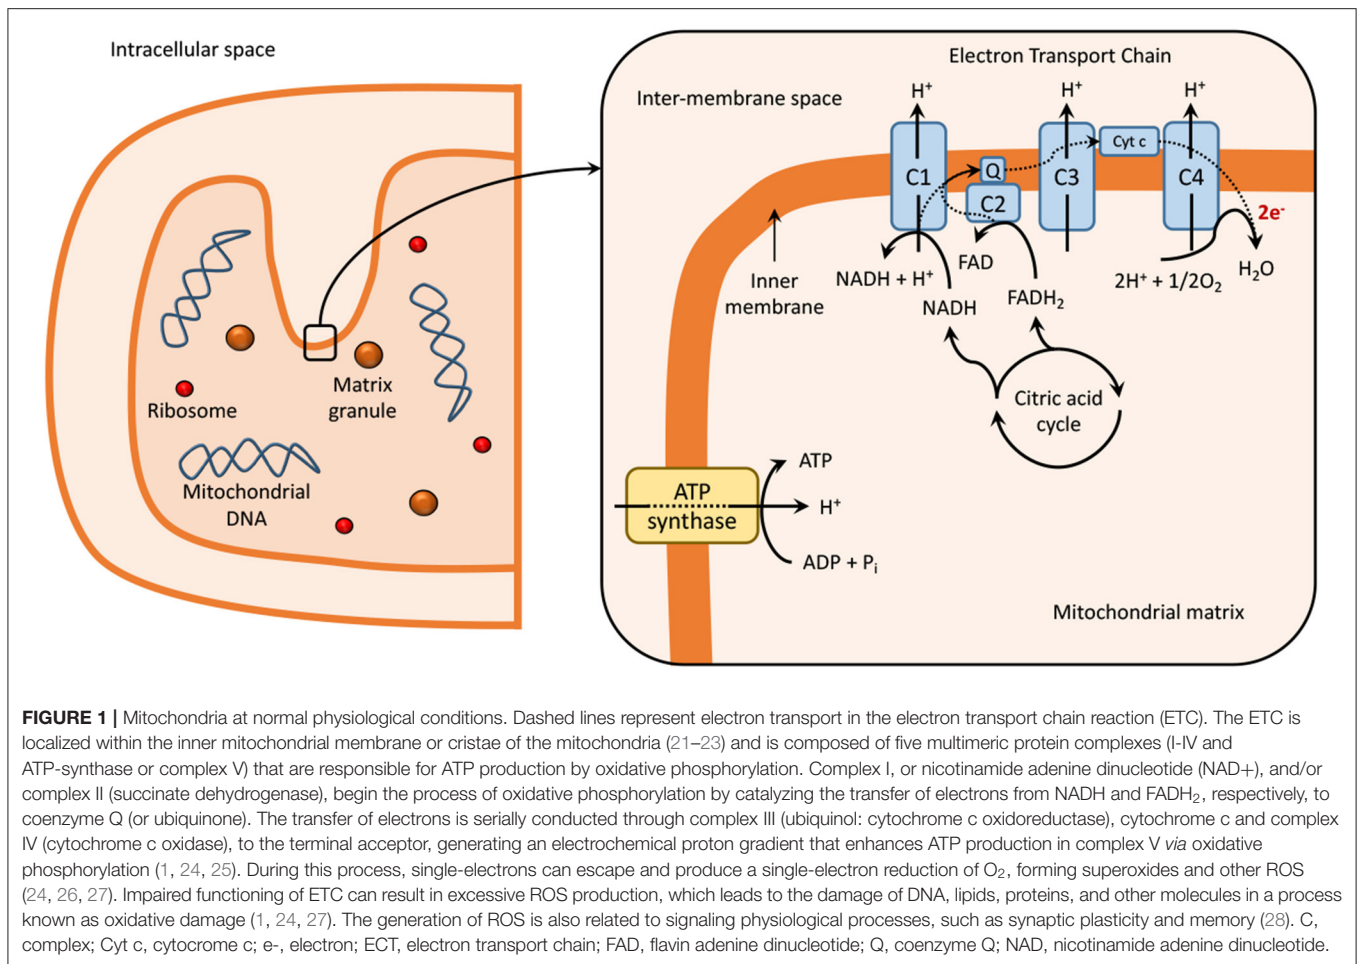 Intracellular space
Ribosome
Matrix
granule
Mitochondrial
DNA
Electron Transport Chain
Inter-membrane space
H⁺
H⁺
H⁺
C1
Q
C2
C3
Cyt c
C4
2e⁻
Inner
membrane
NADH + H⁺
FAD
NADH
FADH₂
2H⁺ + 1/2O₂
H₂O
Citric acid
cycle
ATP
synthase
ATP
H⁺
ADP + Pᵢ
Mitochondrial matrix
FIGURE 1 | Mitochondria at normal physiological conditions. Dashed lines represent electron transport in the electron transport chain reaction (ETC). The ETC is
localized within the inner mitochondrial membrane or cristae of the mitochondria (21–23) and is composed of five multimeric protein complexes (I-IV and
ATP-synthase or complex V) that are responsible for ATP production by oxidative phosphorylation. Complex I, or nicotinamide adenine dinucleotide (NAD+), and/or
complex II (succinate dehydrogenase), begin the process of oxidative phosphorylation by catalyzing the transfer of electrons from NADH and FADH₂, respectively, to
coenzyme Q (or ubiquinone). The transfer of electrons is serially conducted through complex III (ubiquinol: cytochrome c oxidoreductase), cytochrome c and complex
IV (cytochrome c oxidase), to the terminal acceptor, generating an electrochemical proton gradient that enhances ATP production in complex V via oxidative
phosphorylation (1, 24, 25). During this process, single-electrons can escape and produce a single-electron reduction of O₂, forming superoxides and other ROS
(24, 26, 27). Impaired functioning of ETC can result in excessive ROS production, which leads to the damage of DNA, lipids, proteins, and other molecules in a process
known as oxidative damage (1, 24, 27). The generation of ROS is also related to signaling physiological processes, such as synaptic plasticity and memory (28). C,
complex; Cyt c, cytocrome c; e-, electron; ECT, electron transport chain; FAD, flavin adenine dinucleotide; Q, coenzyme Q; NAD, nicotinamide adenine dinucleotide.